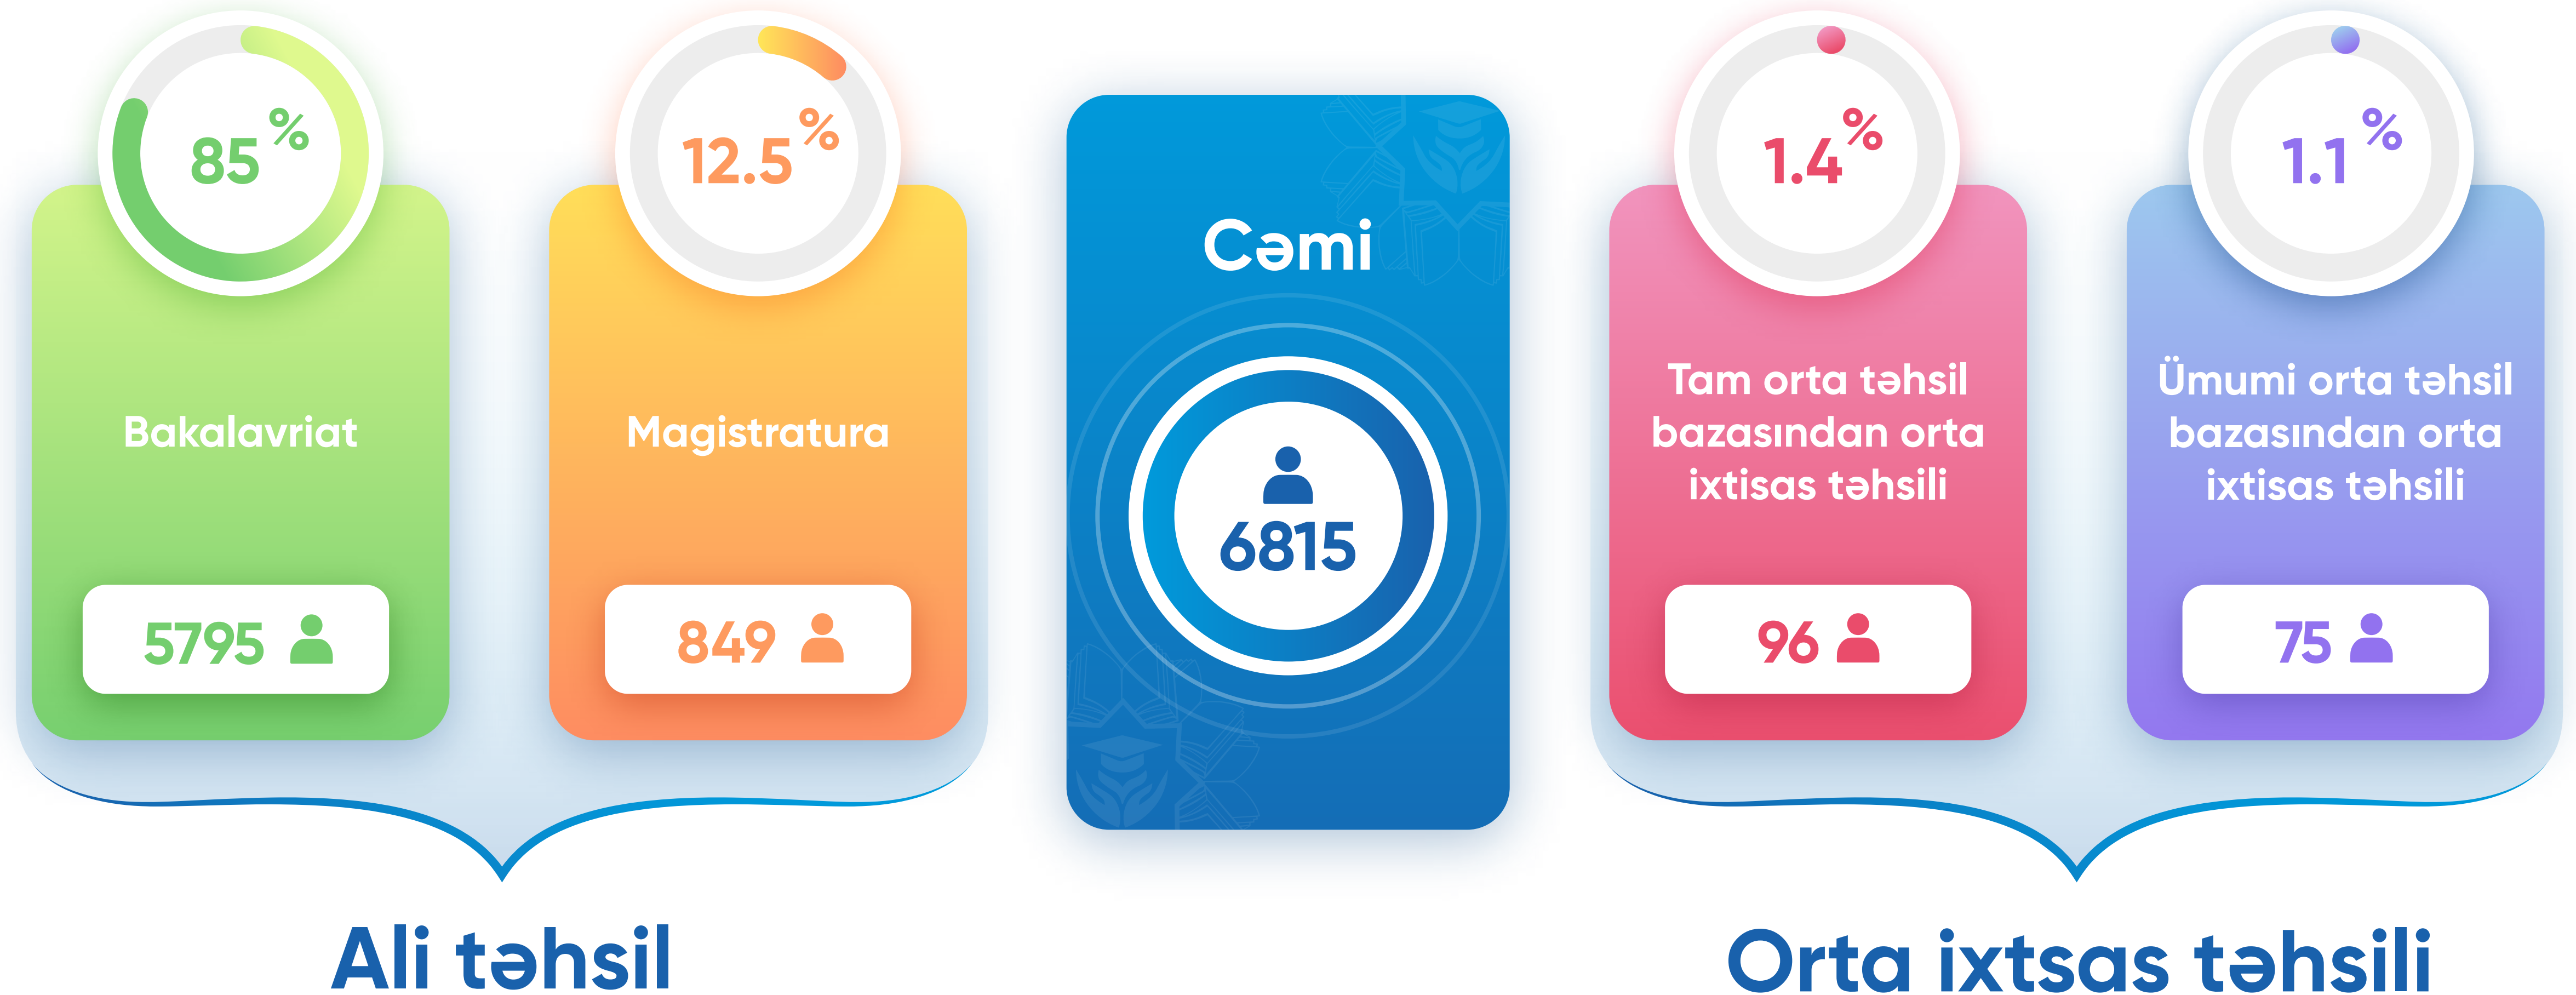 85%
Bakalavriat
5795
12.5%
Magistratura
849
Ali təhsil
Cəmi
6815
1.4%
Tam orta təhsil
bazasından orta
ixtisas təhsili
96
1.1%
Ümumi orta təhsil
bazasından orta
ixtisas təhsili
75
Orta ixtsas təhsili